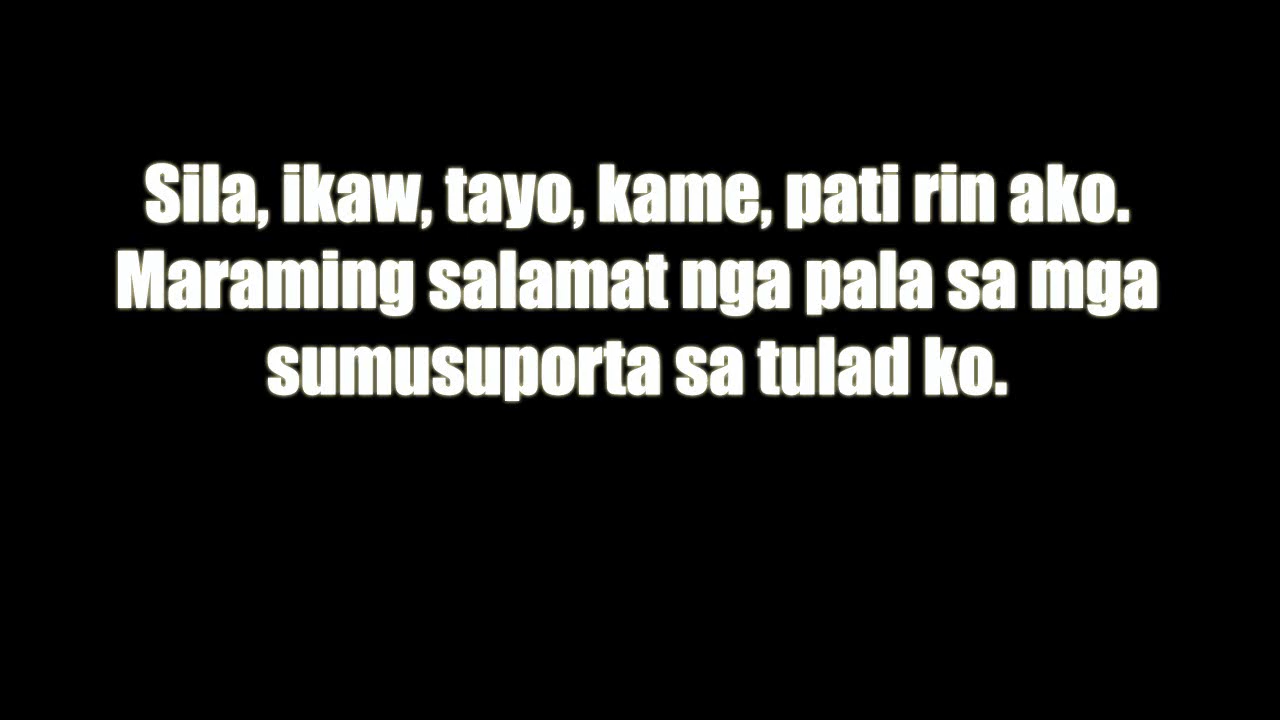 Sila, ikaw, tayo, kame, pati rin ako.
Maraming salamat nga pala sa mga
sumusuporta sa tulad ko.